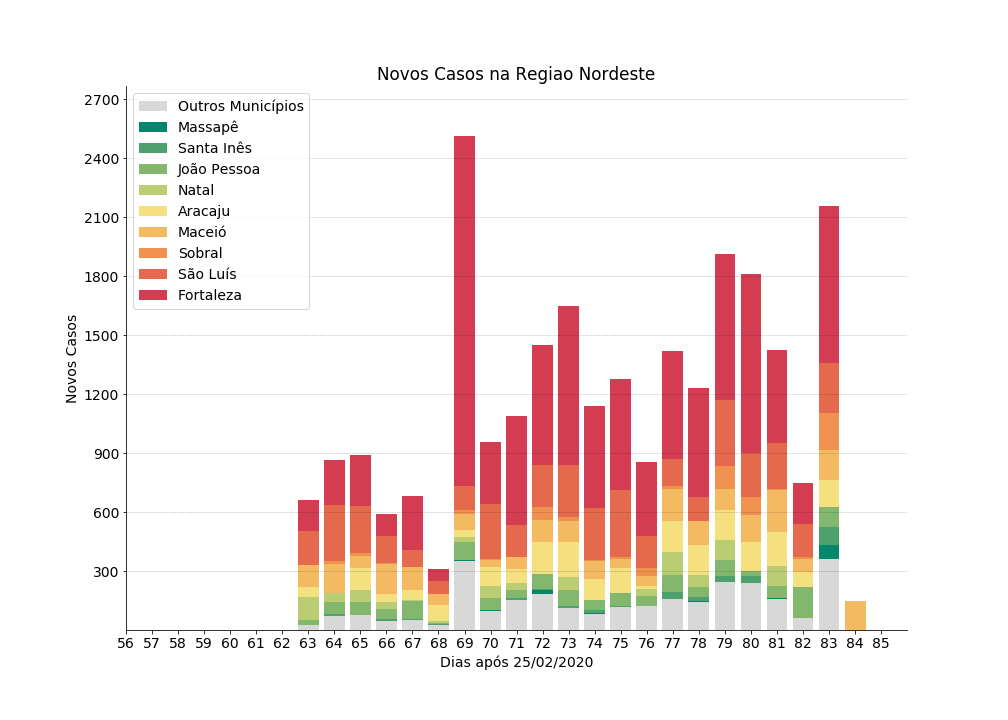 Novos Casos na Regiao Nordeste
2700
2400
2100
1800
1500
1200
900
600
300
Novos Casos
Outros Municípios
Massapê
Santa Inês
João Pessoa
Natal
Aracaju
Maceió
Sobral
São Luís
Fortaleza
56 57 58 59 60 61 62 63 64 65 66 67 68 69 70 71 72 73 74 75 76 77 78 79 80 81 82 83 84 85
Dias após 25/02/2020